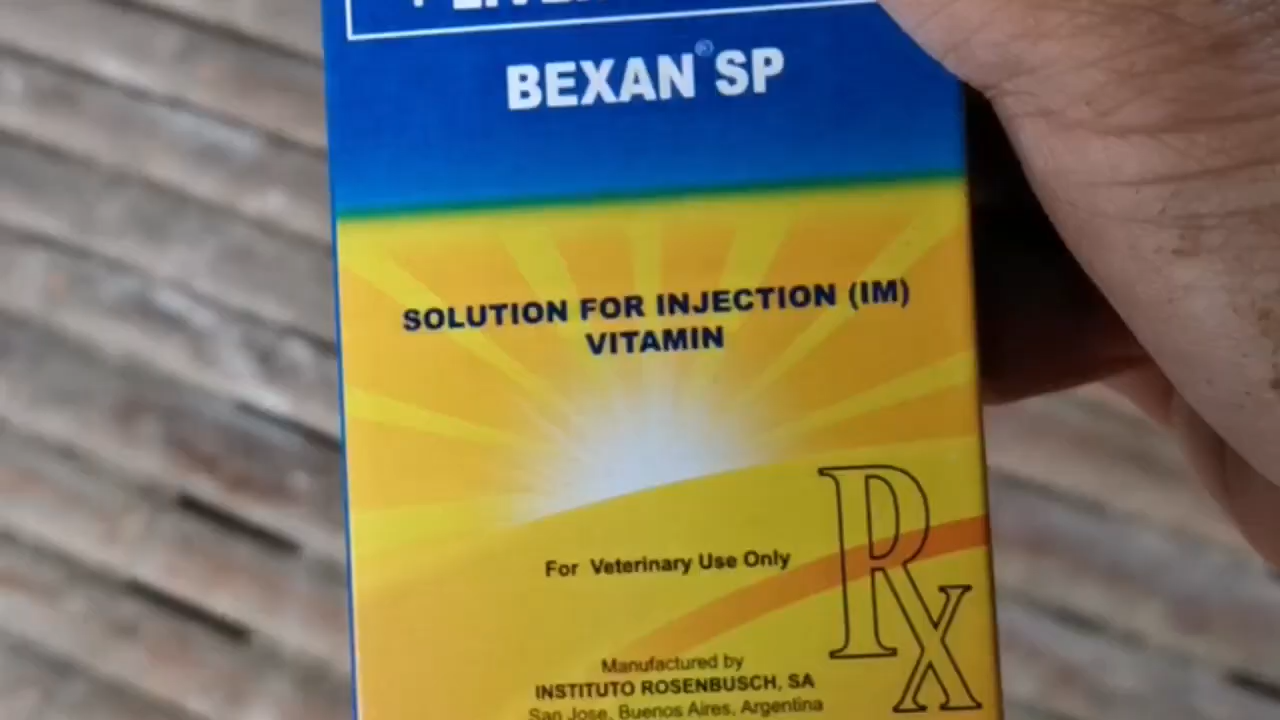 BEXAN® SP
SOLUTION FOR INJECTION (IM)
VITAMIN
For Veterinary Use Only
Rx
Manufactured by
INSTITUTO ROSENBUSCH, SA
San Jose, Buenos Aires, Argentina